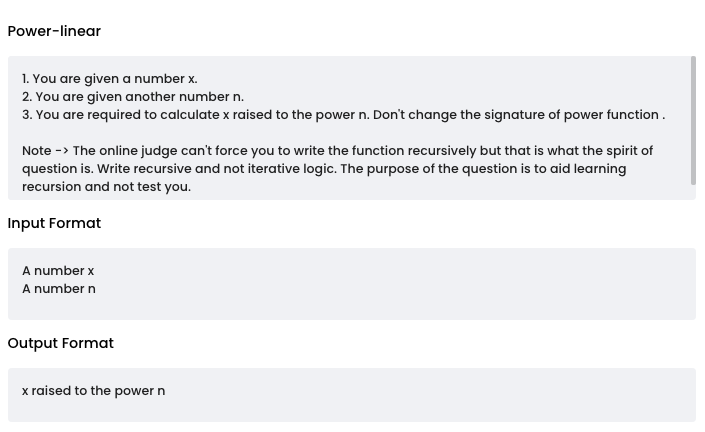 Power-linear
1. You are given a number x.
2. You are given another number n.
3. You are required to calculate x raised to the power n. Don't change the signature of power function .
Note -> The online judge can't force you to write the function recursively but that is what the spirit of
question is. Write recursive and not iterative logic. The purpose of the question is to aid learning
recursion and not test you.
Input Format
A number x
A number n
Output Format
x raised to the power n